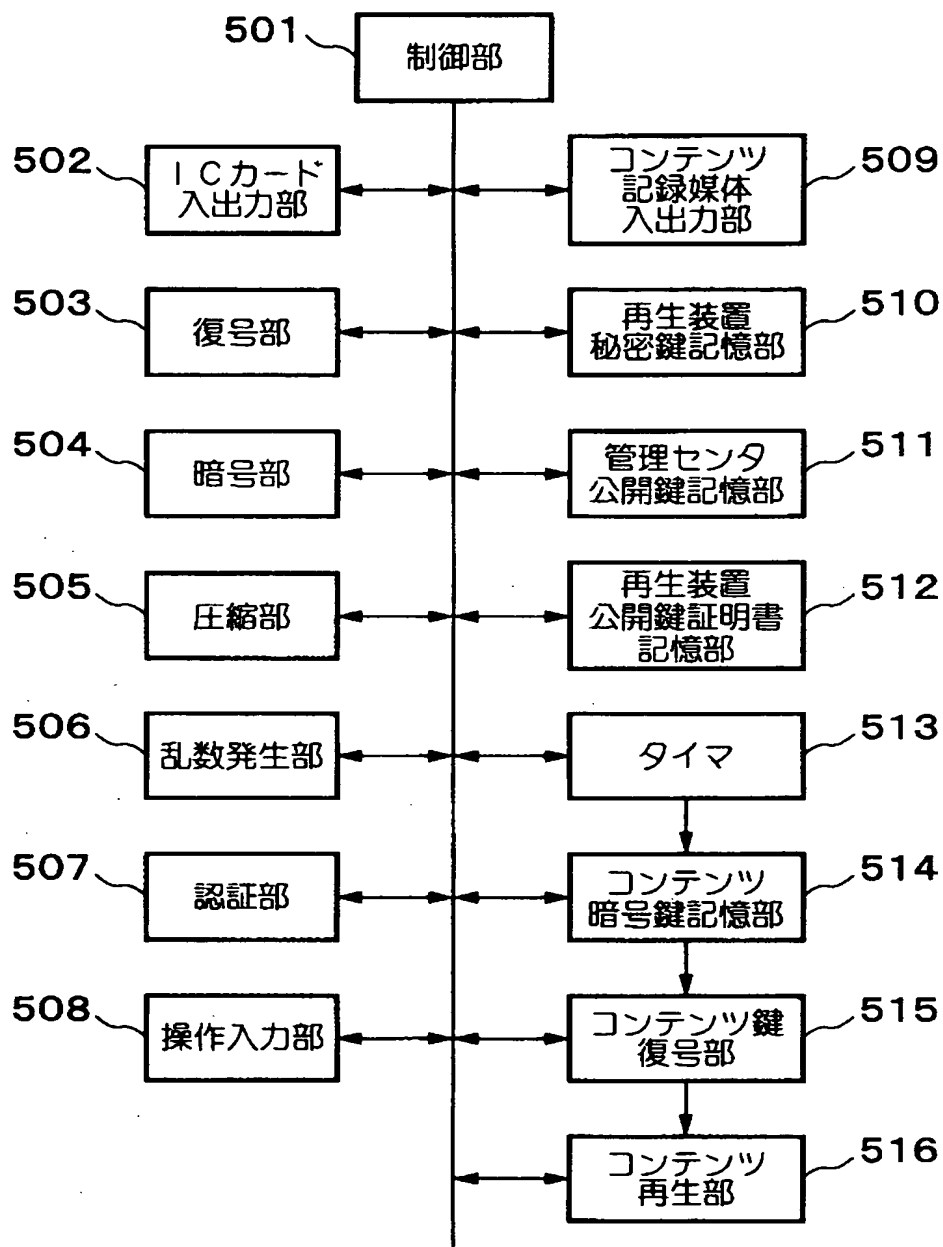 501
制御部
502
ICカード
入出力部
509
コンテンツ
記録媒体
入出力部
503
復号部
510
再生装置
秘密鍵記憶部
504
暗号部
511
管理センタ
公開鍵記憶部
505
圧縮部
512
再生装置
公開鍵証明書
記憶部
506
乱数発生部
513
タイマ
507
認証部
514
コンテンツ
暗号鍵記憶部
508
操作入力部
515
コンテンツ鍵
復号部
516
コンテンツ
再生部